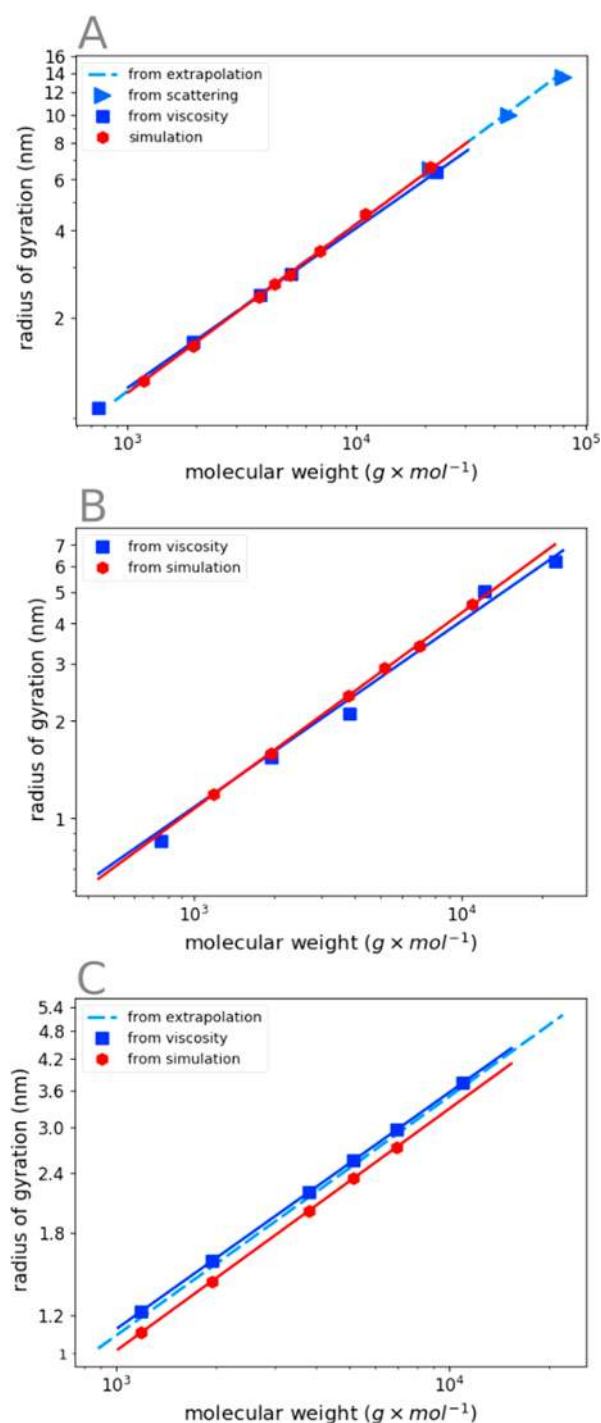 A
16
14
12
10
8
6
4
2
radius of gyration (nm)
from extrapolation
from scattering
from viscosity
simulation
10³
10⁴
10⁵
molecular weight (g × mol⁻¹)
B
7
6
5
4
3
2
1
radius of gyration (nm)
from viscosity
from simulation
10³
10⁴
molecular weight (g × mol⁻¹)
C
5.4
4.8
4.2
3.6
3.0
2.4
1.8
1.2
1
radius of gyration (nm)
from extrapolation
from viscosity
from simulation
10³
10⁴
molecular weight (g × mol⁻¹)